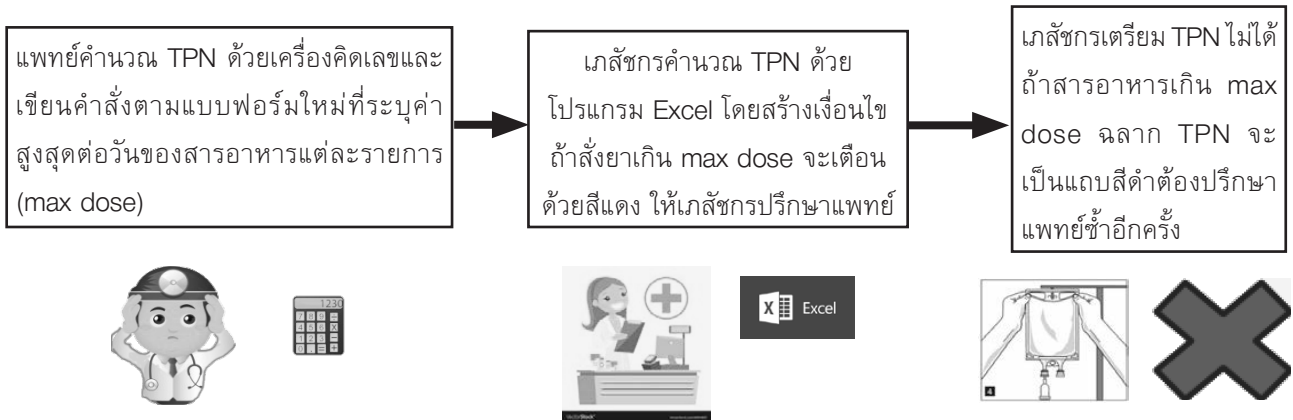 แพทย์คำนวณ TPN ด้วยเครื่องคิดเลขและ
เขียนคำสั่งตามแบบฟอร์มใหม่ที่ระบุค่า
สูงสุดต่อวันของสารอาหารแต่ละรายการ
(max dose)
เภสัชกรคำนวณ TPN ด้วย
โปรแกรม Excel โดยสร้างเงื่อนไข
ถ้าสั่งยาเกิน max dose จะเตือน
ด้วยสีแดง ให้เภสัชกรปรึกษาแพทย์
เภสัชกรเตรียม TPN ไม่ได้
ถ้าสารอาหารเกิน max
dose ฉลาก TPN จะ
เป็นแถบสีดำต้องปรึกษา
แพทย์ซ้ำอีกครั้ง
1230
X Excel
4
VectorStock